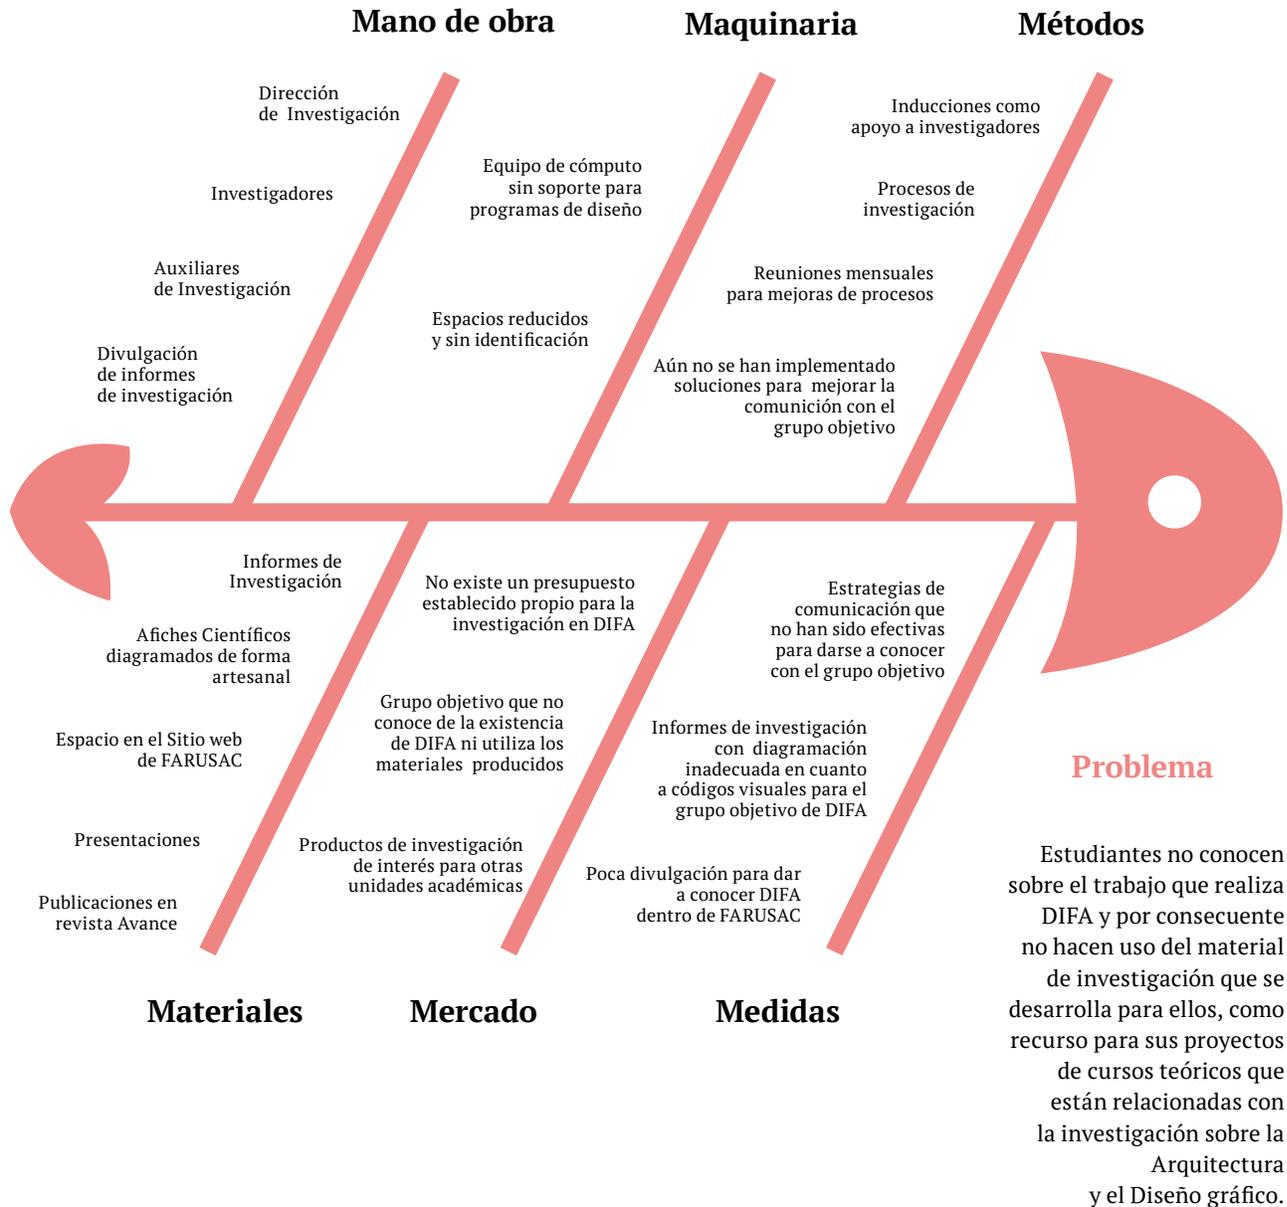 Mano de obra
Dirección
de Investigación
Investigadores
Auxiliares
de Investigación
Divulgación
de informes
de investigación
Maquinaria
Equipo de cómputo
sin soporte para
programas de diseño
Espacios reducidos
y sin identificación
Métodos
Inducciones como
apoyo a investigadores
Procesos de
investigación
Reuniones mensuales
para mejoras de procesos
Aún no se han implementado
soluciones para mejorar la
comunición con el
grupo objetivo
Informes de
Investigación
Afiches Científicos
diagramados de forma
artesanal
Espacio en el Sitio web
de FARUSAC
Presentaciones
Publicaciones en
revista Avance
Materiales
No existe un presupuesto
establecido propio para la
investigación en DIFA
Grupo objetivo que no
conoce de la existencia
de DIFA ni utiliza los
materiales producidos
Productos de investigación
de interés para otras
unidades académicas
Mercado
Estrategias de
comunicación que
no han sido efectivas
para darse a conocer
con el grupo objetivo
Informes de investigación
con diagramación
inadecuada en cuanto
a códigos visuales para el
grupo objetivo de DIFA
Poca divulgación para dar
a conocer DIFA
dentro de FARUSAC
Medidas
Problema
Estudiantes no conocen
sobre el trabajo que realiza
DIFA y por consecuente
no hacen uso del material
de investigación que se
desarrolla para ellos, como
recurso para sus proyectos
de cursos teóricos que
están relacionadas con
la investigación sobre la
Arquitectura
y el Diseño gráfico.